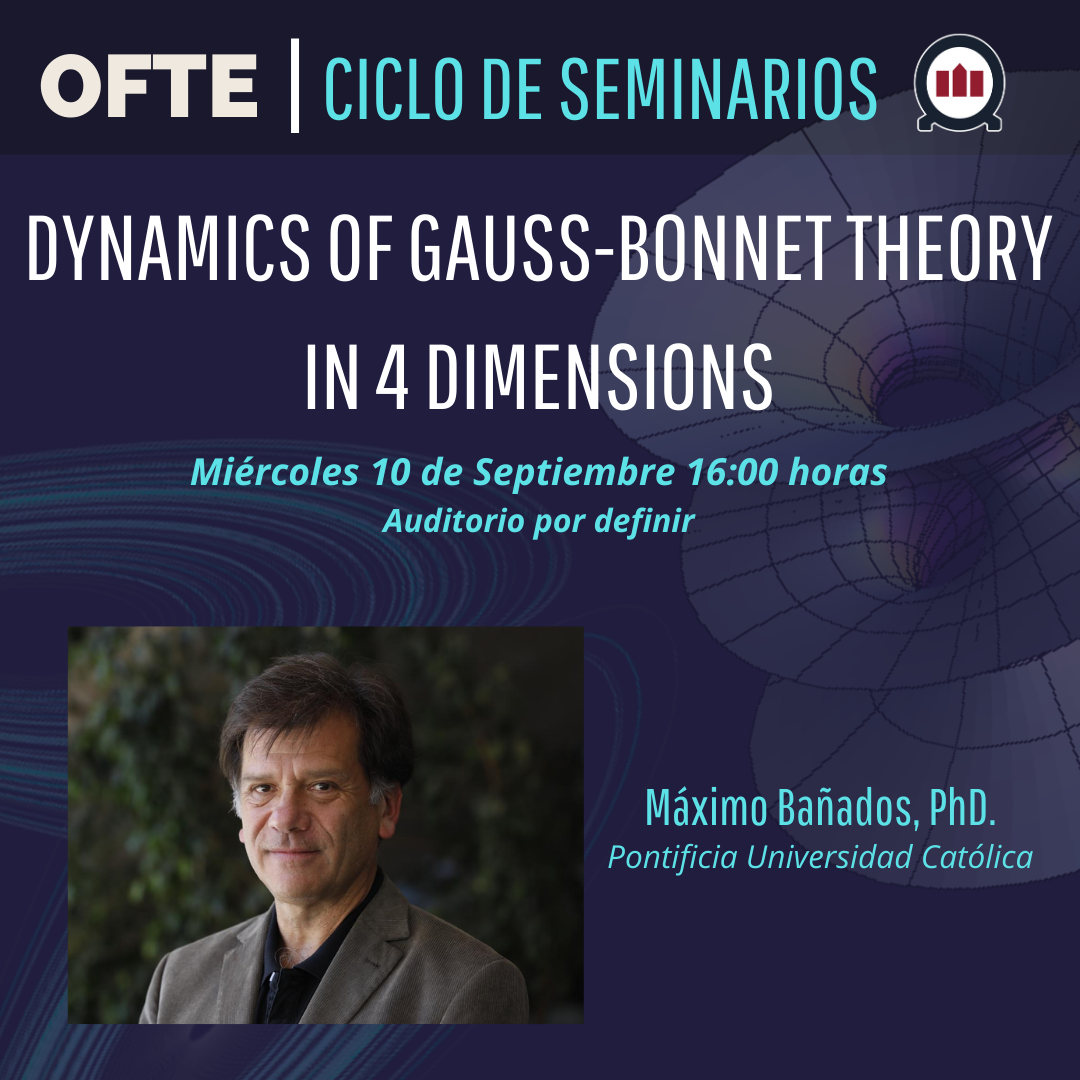 OFTE | CICLO DE SEMINARIOS
DYNAMICS OF GAUSS-BONNET THEORY
IN 4 DIMENSIONS
Miércoles 10 de Septiembre 16:00 horas
Auditorio por definir
Máximo Bañados, PhD.
Pontificia Universidad Católica